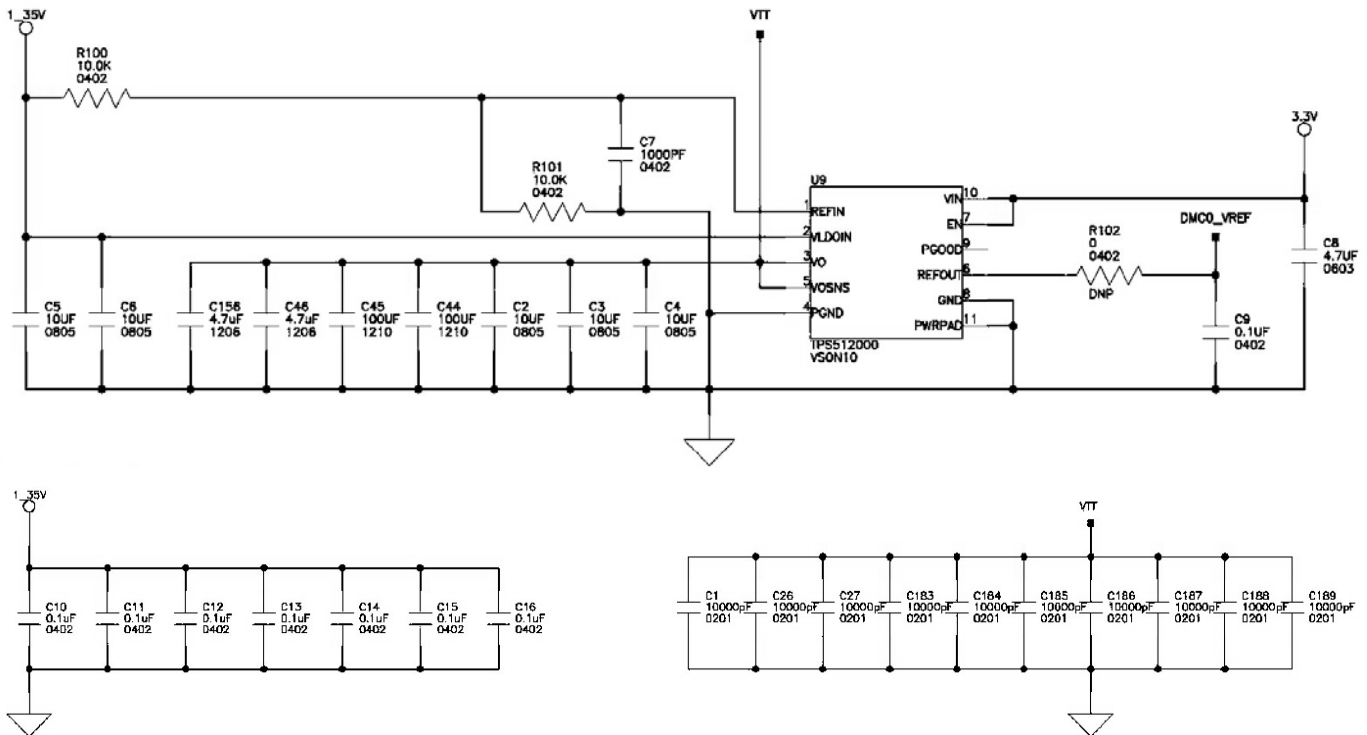 1_35V
VTT
R100
10.0K
0402
C7
1000PF
0402
3.3V
R101
10.0K
0402
U9
1
REFIN
2
VLDOIN
3
VO
5
VOSNS
4
PGND
VIN
10
EN
7
PGOOD
9
REFOUT
6
GND
8
PWRPAD
11
TPS512000
VSON10
DMC0_VREF
R102
0
0402
DNP
C8
4.7UF
0603
C9
0.1UF
0402
C5
10UF
0805
C6
10UF
0805
C156
4.7uF
1206
C46
4.7uF
1206
C45
100UF
1210
C44
100UF
1210
C2
10UF
0805
C3
10UF
0805
C4
10UF
0805
1_35V
C10
0.1uF
0402
C11
0.1uF
0402
C12
0.1uF
0402
C13
0.1uF
0402
C14
0.1uF
0402
C15
0.1uF
0402
C16
0.1uF
0402
VTT
C1
10000pF
0201
C26
10000pF
0201
C27
10000pF
0201
C183
10000pF
0201
C184
10000pF
0201
C185
10000pF
0201
C186
10000pF
0201
C187
10000pF
0201
C188
10000pF
0201
C189
10000pF
0201